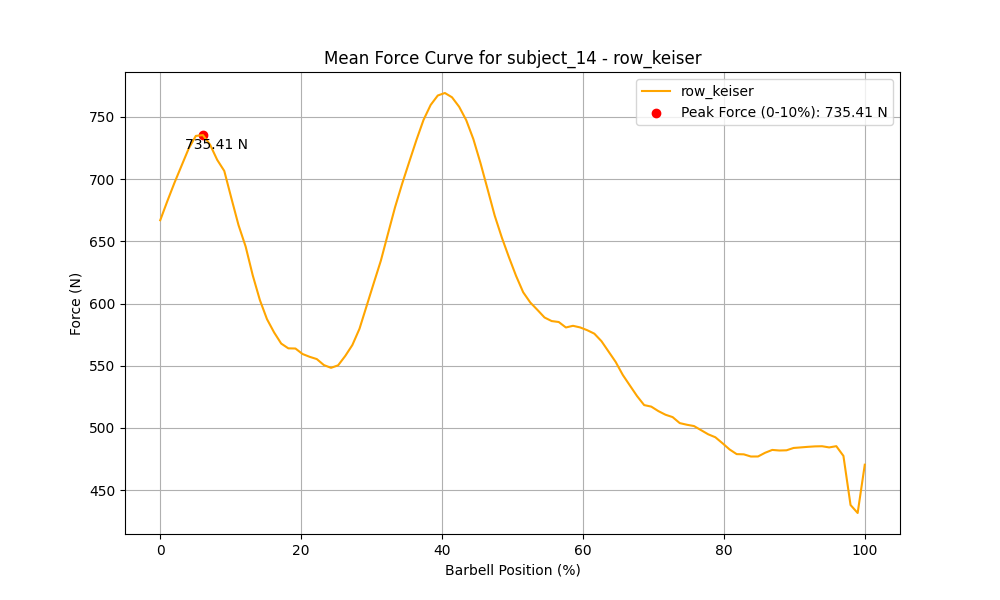 Mean Force Curve for subject_14 - row_keiser
row_keiser
Peak Force (0-10%): 735.41 N
735.41 N
750
700
650
600
550
500
450
Force (N)
0 20 40 60 80 100
Barbell Position (%)